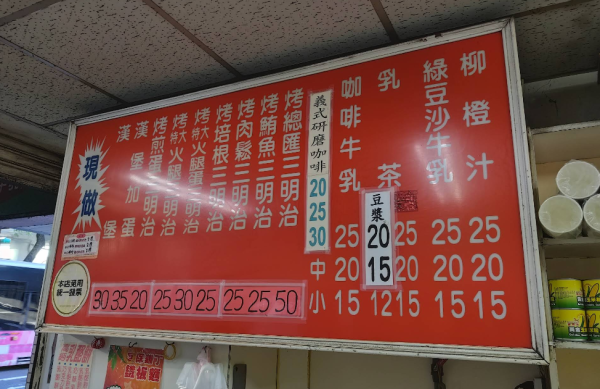 柳橙汁 25 20 15
綠豆沙牛乳 25 20 15
乳茶 25 20 15
豆漿 20 15 12
咖啡牛乳 25 20 15
中 小
義式研磨咖啡 20 25 30
烤總匯三明治 50
烤鮪魚三明治 25
烤肉鬆三明治 25
烤培根三明治 25
烤特大火腿蛋三明治 30
烤特大火腿三明治 25
烤煎蛋三明治 20
漢堡加蛋 35
漢堡 30
現做
本店
統一